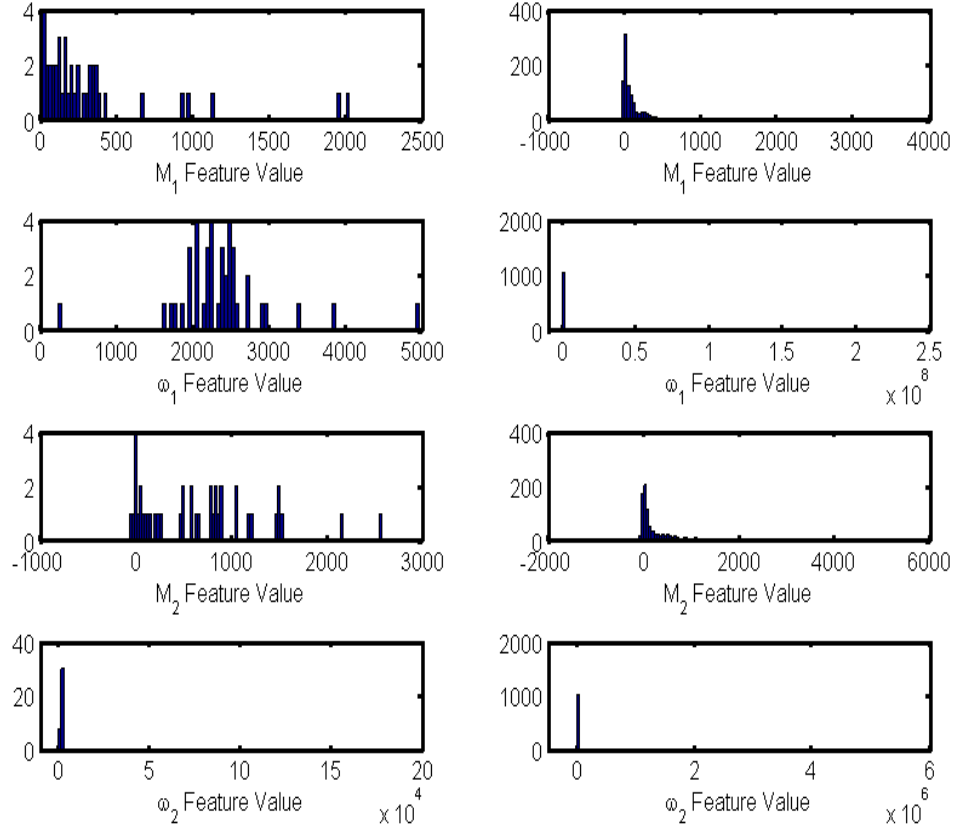 4
2
0
0 500 1000 1500 2000 2500
M1 Feature Value
400
200
0
-1000 0 1000 2000 3000 4000
M1 Feature Value
4
2
0
0 1000 2000 3000 4000 5000
ω1 Feature Value
2000
1000
0
0 0.5 1 1.5 2 2.5
ω1 Feature Value
x 10^8
4
2
0
-1000 0 1000 2000 3000
M2 Feature Value
400
200
0
-2000 0 2000 4000 6000
M2 Feature Value
40
20
0
0 5 10 15 20
ω2 Feature Value
x 10^4
2000
1000
0
0 2 4 6
ω2 Feature Value
x 10^6